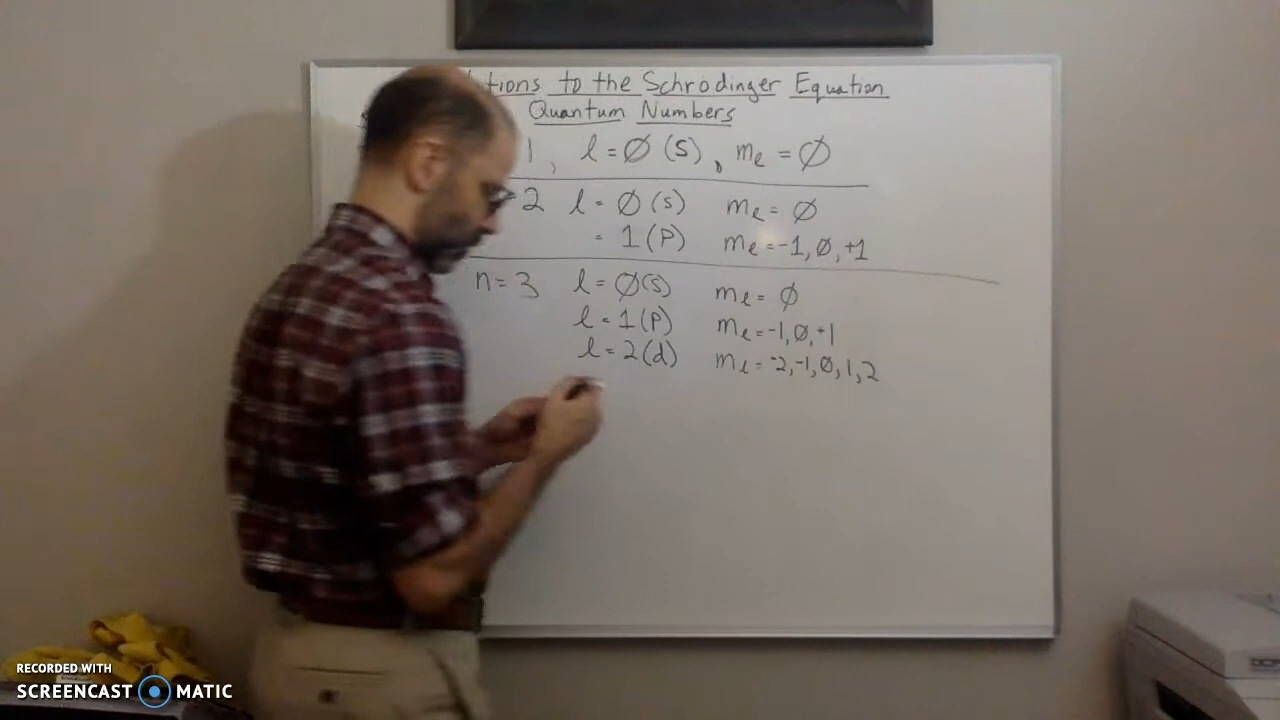 tions to the Schrodinger Equation
Quantum Numbers
1, l = Ø (S), mℓ = Ø
= 2 l = Ø (s) mℓ = Ø
= 1 (P) mℓ = -1, Ø, +1
n = 3 l = Ø (s) mℓ = Ø
l = 1 (P) mℓ = -1, Ø, +1
l = 2 (d) mℓ = -2, -1, Ø, 1, 2
RECORDED WITH
SCREENCAST MATIC